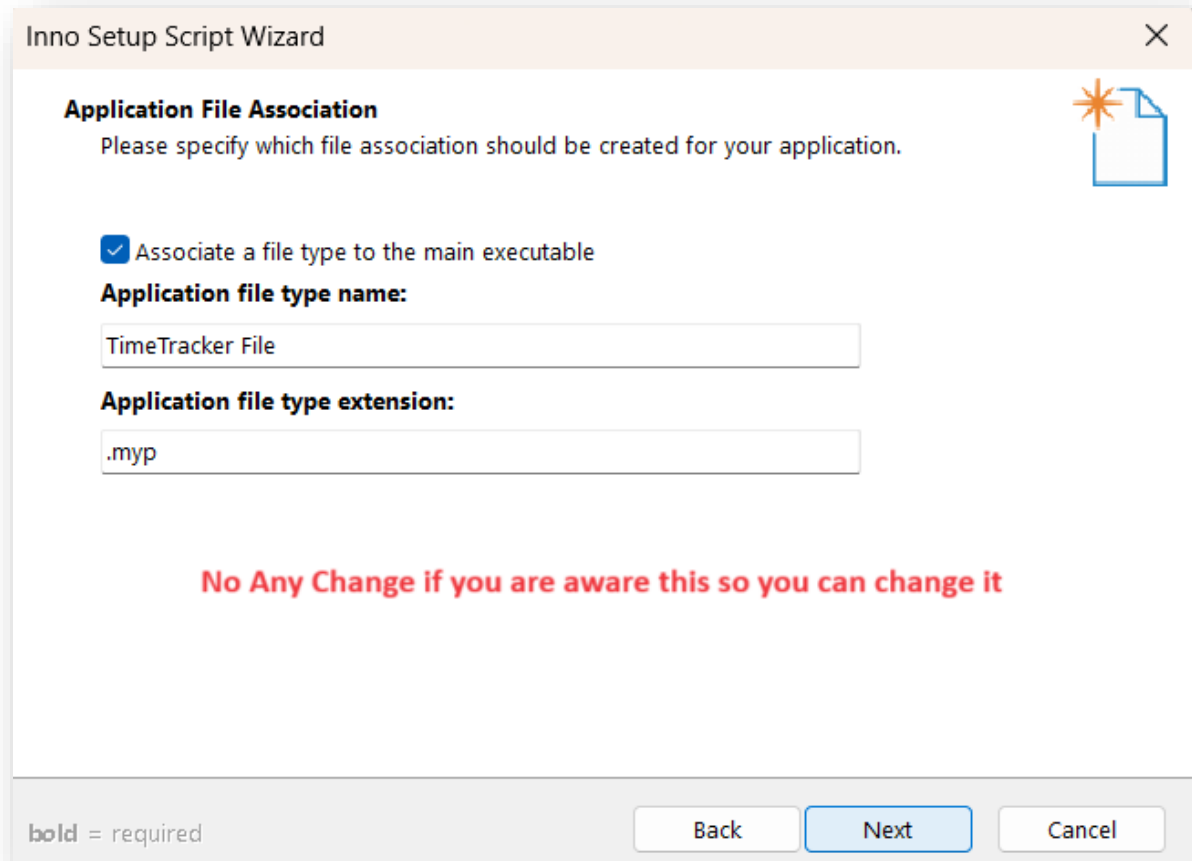 Inno Setup Script Wizard
Application File Association
Please specify which file association should be created for your application.
Associate a file type to the main executable
Application file type name:
TimeTracker File
Application file type extension:
.myp
No Any Change if you are aware this so you can change it
bold = required
Back
Next
Cancel